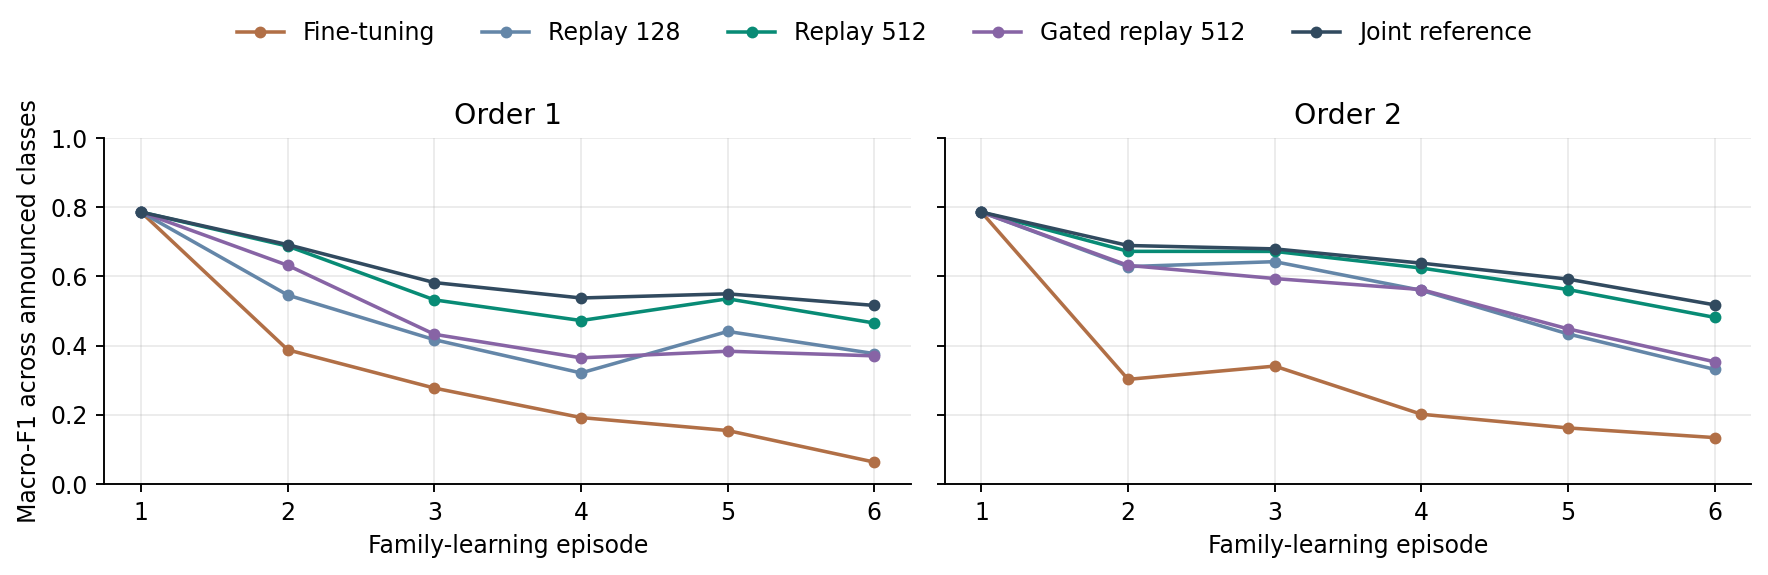 Fine-tuning Replay 128 Replay 512 Gated replay 512 Joint reference
Order 1 Order 2
Macro-F1 across announced classes
1.0
0.8
0.6
0.4
0.2
0.0
1 2 3 4 5 6 1 2 3 4 5 6
Family-learning episode Family-learning episode